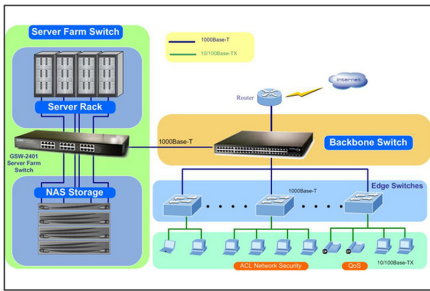 Server Farm Switch
1000Base-T
10/100Base-TX
Internet
Server Rack
Router
GSW-2401
Server Farm
Switch
1000Base-T
Backbone Switch
NAS Storage
1000Base-T
Edge Switches
ACL Network Security
QoS
10/100Base-TX